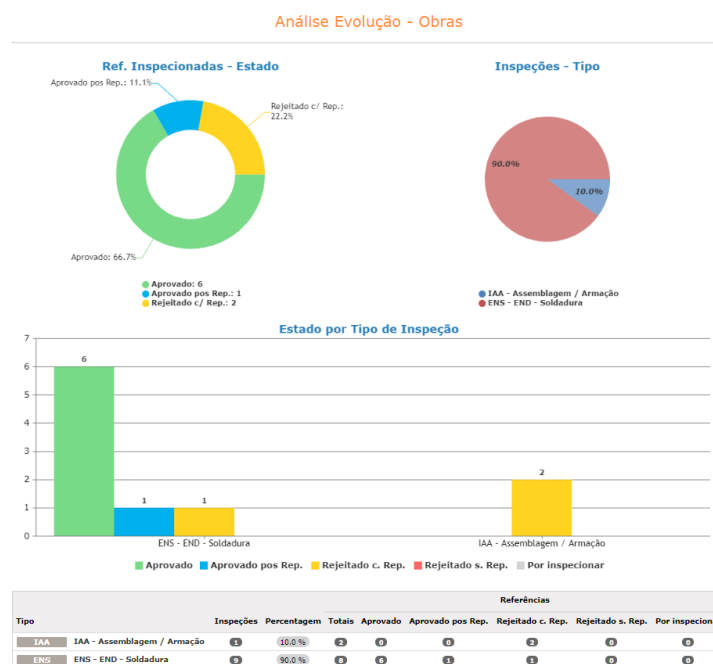 Análise Evolução - Obras
Ref. Inspecionadas - Estado
Inspeções - Tipo
Aprovado pos Rep.: 11.1%
Rejeitado c/ Rep.:
22.2%
Aprovado: 66.7%
90.0%
10.0%
Aprovado: 6
Aprovado pos Rep.: 1
Rejeitado c/ Rep.: 2
IAA - Assemblagem / Armação
ENS - END - Soldadura
Estado por Tipo de Inspeção
7
6
5
4
3
2
1
0
6
1
1
2
ENS - END - Soldadura
IAA - Assemblagem / Armação
Aprovado Aprovado pos Rep. Rejeitado c. Rep. Rejeitado s. Rep. Por inspecionar
Referências
Tipo Inspeções Percentagem Totais Aprovado Aprovado pos Rep. Rejeitado c. Rep. Rejeitado s. Rep. Por inspecion
IAA IAA - Assemblagem / Armação 1 10.0 % 2 0 0 2 0 0
ENS ENS - END - Soldadura 9 90.0 % 8 6 1 1 0 0